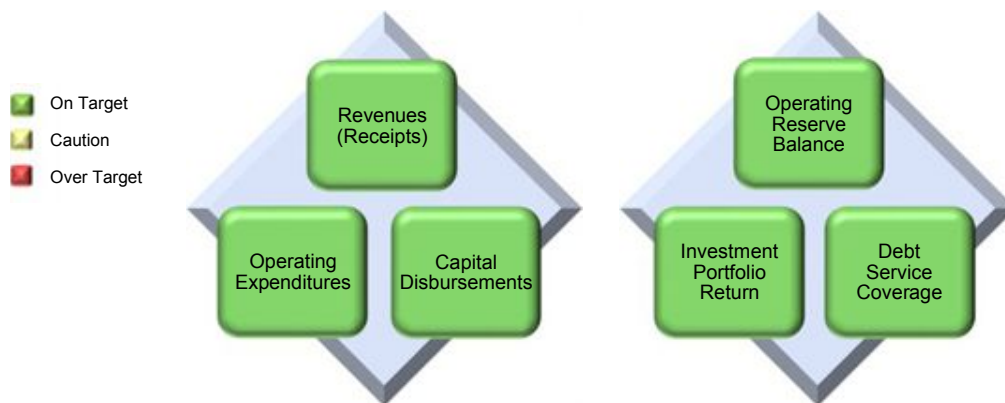 On Target
Caution
Over Target
Revenues
(Receipts)
Operating
Expenditures
Capital
Disbursements
Operating
Reserve
Balance
Investment
Portfolio
Return
Debt
Service
Coverage